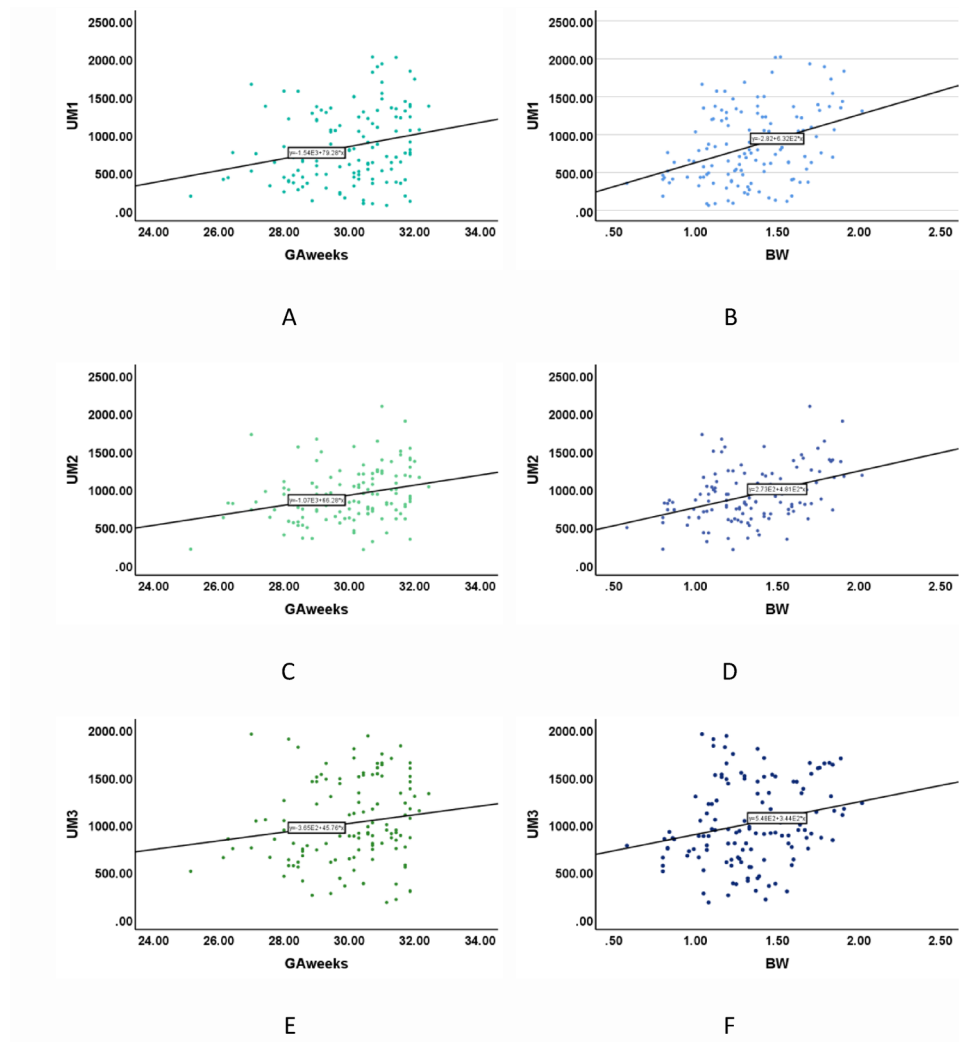 2500.00
2000.00
1500.00
1000.00
500.00
.00
UM1
y=-1.54E3+79.28*x
24.00 26.00 28.00 30.00 32.00 34.00
GAweeks
A
2500.00
2000.00
1500.00
1000.00
500.00
.00
UM1
y=-2.82+6.32E2*x
.50 1.00 1.50 2.00 2.50
BW
B
2500.00
2000.00
1500.00
1000.00
500.00
.00
UM2
y=-1.07E3+66.28*x
24.00 26.00 28.00 30.00 32.00 34.00
GAweeks
C
2500.00
2000.00
1500.00
1000.00
500.00
.00
UM2
y=2.73E2+4.81E2*x
.50 1.00 1.50 2.00 2.50
BW
D
2000.00
1500.00
1000.00
500.00
.00
UM3
y=-3.65E2+45.76*x
24.00 26.00 28.00 30.00 32.00 34.00
GAweeks
E
2000.00
1500.00
1000.00
500.00
.00
UM3
y=5.48E2+3.44E2*x
.50 1.00 1.50 2.00 2.50
BW
F